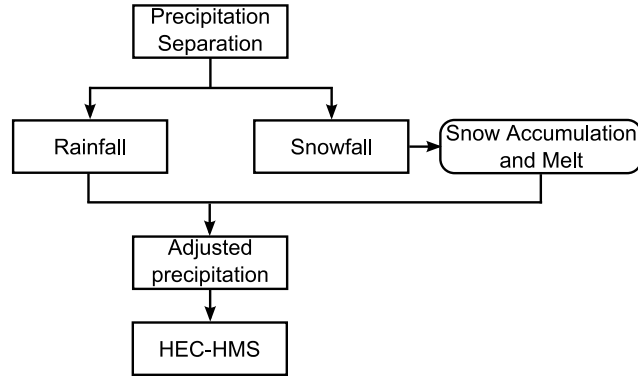 Precipitation
Separation
Rainfall
Snowfall
Snow Accumulation
and Melt
Adjusted
precipitation
HEC-HMS